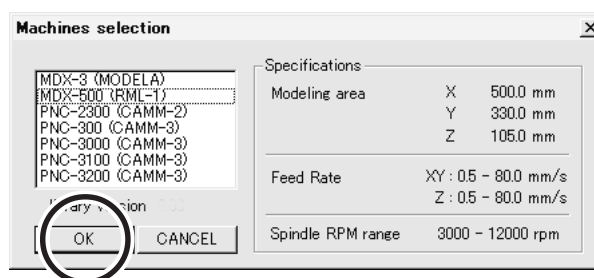 Machines selection
MDX-3 (MODELA)
MDX-500 (RML-1)
PNC-2300 (CAMM-2)
PNC-300 (CAMM-3)
PNC-3000 (CAMM-3)
PNC-3100 (CAMM-3)
PNC-3200 (CAMM-3)
OK
CANCEL
Specifications
Modeling area X 500.0 mm
Y 330.0 mm
Z 105.0 mm
Feed Rate XY : 0.5 - 80.0 mm/s
Z : 0.5 - 80.0 mm/s
Spindle RPM range 3000 - 12000 rpm